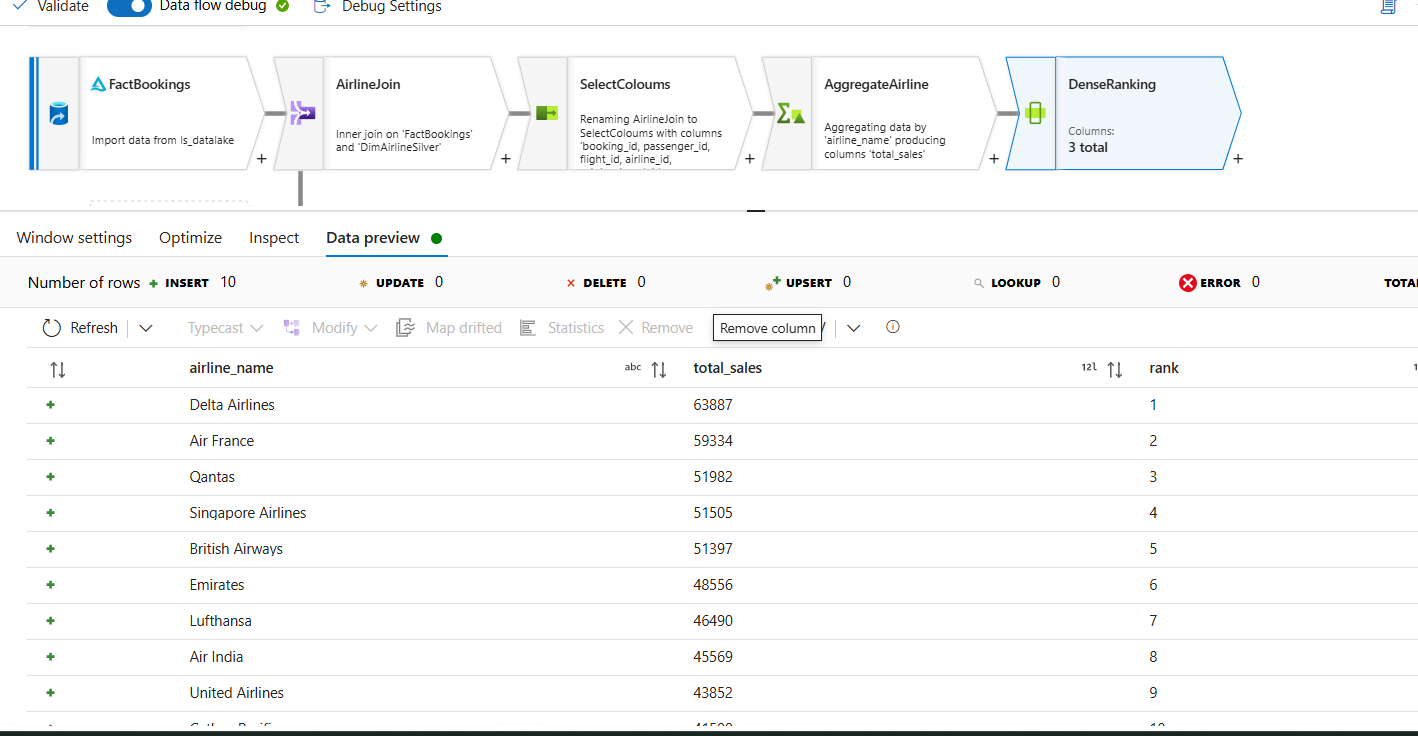 Validate
Data flow debug
Debug Settings
FactBookings
Import data from ls_datalake
+
AirlineJoin
Inner join on 'FactBookings'
and 'DimAirlineSilver'
+
SelectColoums
Renaming AirlineJoin to
SelectColoums with columns
'booking_id, passenger_id,
flight_id, airline_id,
+
AggregateAirline
Aggregating data by
'airline_name' producing
columns 'total_sales'
+
DenseRanking
Columns:
3 total
+
Window settings Optimize Inspect Data preview
Number of rows + INSERT 10 UPDATE 0 DELETE 0 UPSERT 0 LOOKUP 0 ERROR 0 TOTAL
Refresh Typecast Modify Map drifted Statistics Remove Remove column
airline_name abc total_sales 12l rank
Delta Airlines 63887 1
Air France 59334 2
Qantas 51982 3
Singapore Airlines 51505 4
British Airways 51397 5
Emirates 48556 6
Lufthansa 46490 7
Air India 45569 8
United Airlines 43852 9